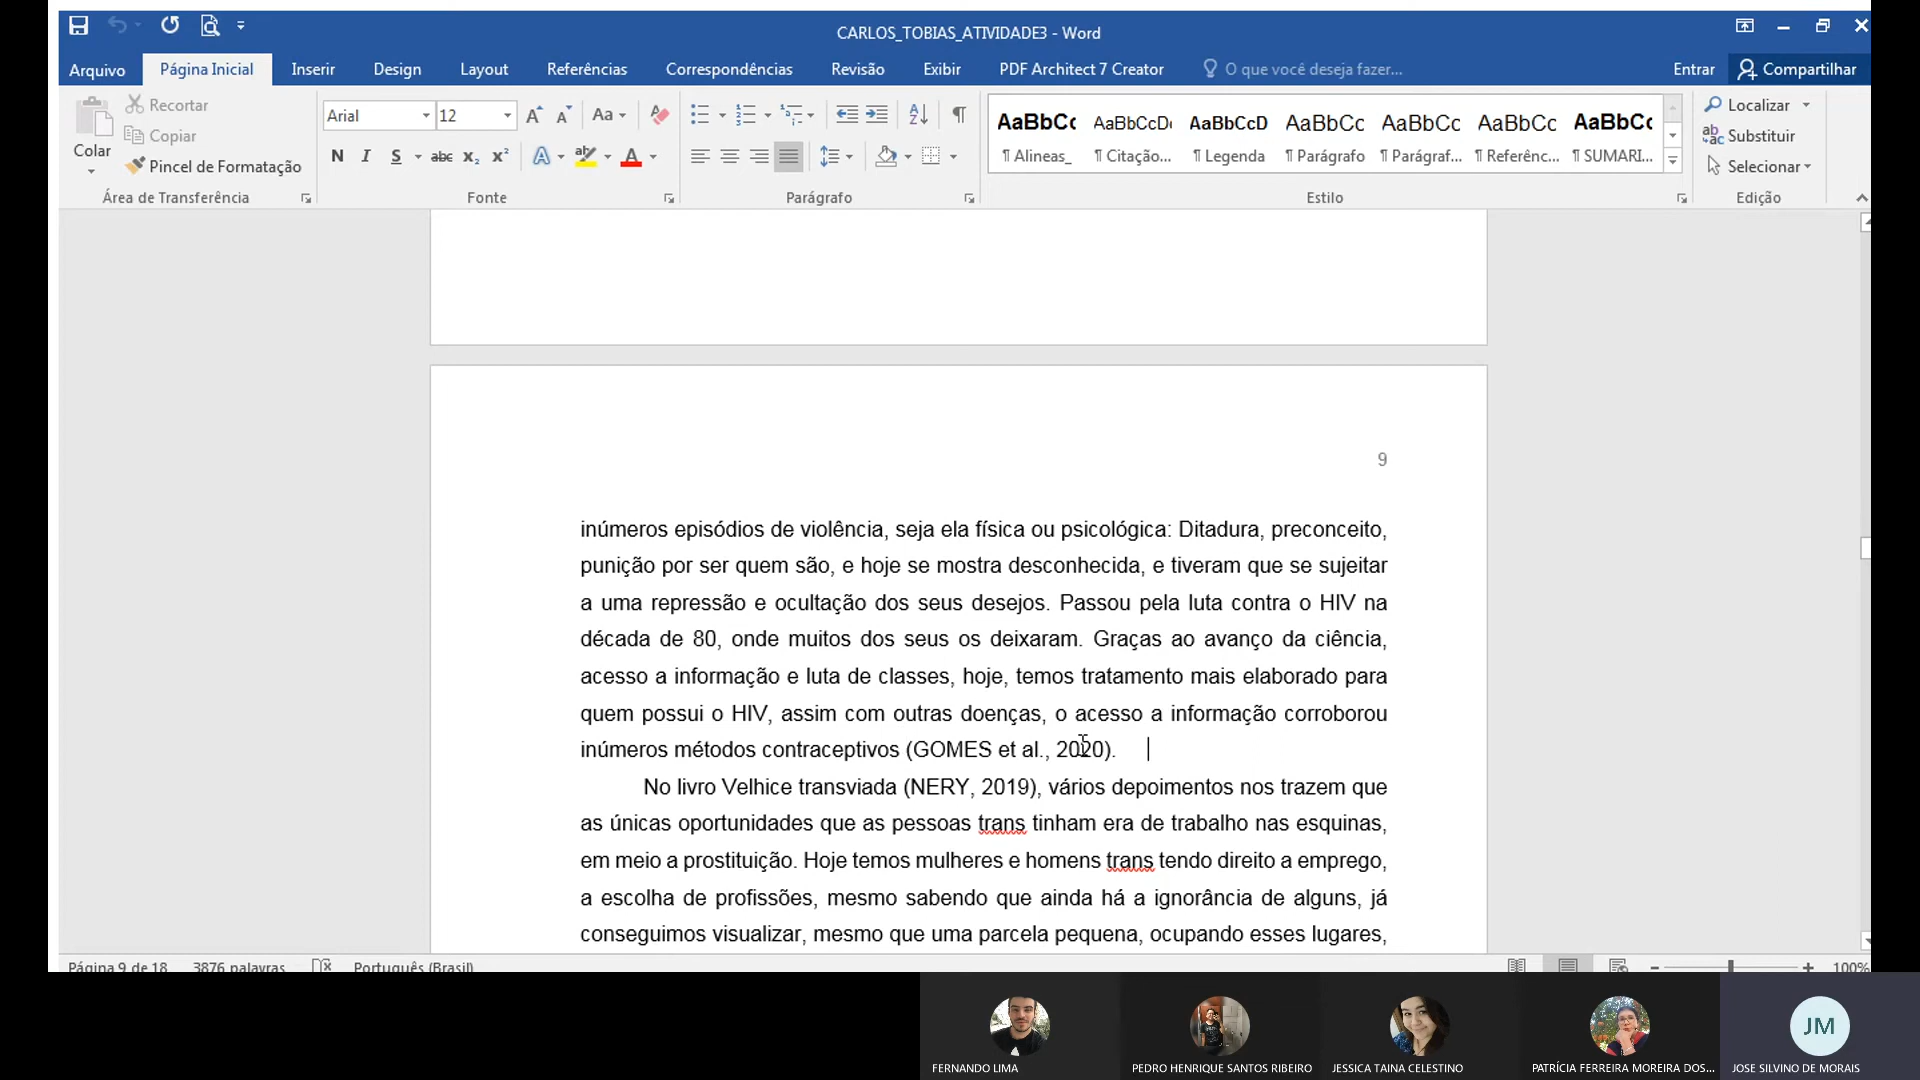 CARLOS_TOBIAS_ATIVIDADE3 - Word
Arquivo Página Inicial Inserir Design Layout Referências Correspondências Revisão Exibir PDF Architect 7 Creator O que você deseja fazer... Entrar Compartilhar
Colar
Recortar
Copiar
Pincel de Formatação
Área de Transferência
Arial 12
Aa
N I S abc x₂ x² A A
Fonte
Parágrafo
AaBbCc AaBbCcDc AaBbCcD AaBbCc AaBbCc AaBbCc AaBbCc
¶ Alineas_ ¶ Citação... ¶ Legenda ¶ Parágrafo ¶ Parágraf... ¶ Referênc... ¶ SUMARI...
Estilo
Localizar
Substituir
Selecionar
Edição
9
inúmeros episódios de violência, seja ela física ou psicológica: Ditadura, preconceito,
punição por ser quem são, e hoje se mostra desconhecida, e tiveram que se sujeitar
a uma repressão e ocultação dos seus desejos. Passou pela luta contra o HIV na
década de 80, onde muitos dos seus os deixaram. Graças ao avanço da ciência,
acesso a informação e luta de classes, hoje, temos tratamento mais elaborado para
quem possui o HIV, assim com outras doenças, o acesso a informação corroborou
inúmeros métodos contraceptivos (GOMES et al., 2020).
No livro Velhice transviada (NERY, 2019), vários depoimentos nos trazem que
as únicas oportunidades que as pessoas trans tinham era de trabalho nas esquinas,
em meio a prostituição. Hoje temos mulheres e homens trans tendo direito a emprego,
a escolha de profissões, mesmo sabendo que ainda há a ignorância de alguns, já
conseguimos visualizar, mesmo que uma parcela pequena, ocupando esses lugares,
Página 9 de 18 3876 palavras Português (Brasil) 100%
FERNANDO LIMA
PEDRO HENRIQUE SANTOS RIBEIRO
JESSICA TAINA CELESTINO
PATRÍCIA FERREIRA MOREIRA DOS...
JM
JOSE SILVINO DE MORAIS